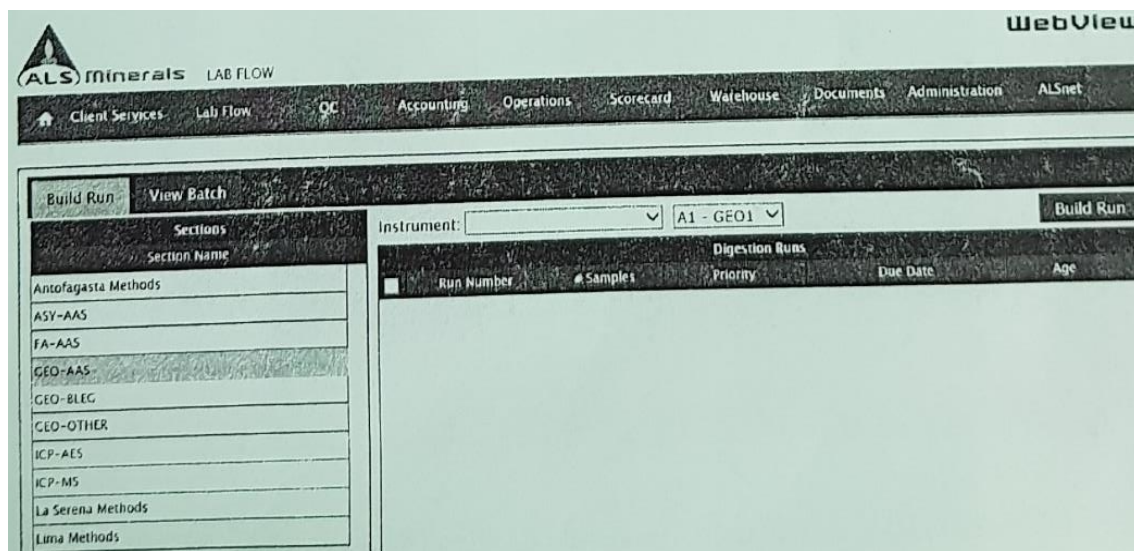 WebView
ALS Minerals LAB FLOW
Client Services Lab Flow QC Accounting Operations Scorecard Warehouse Documents Administration ALSnet
Build Run View Batch
Instrument: A1 - GEO1 Build Run
Sections
Section Name
Digestion Runs
Run Number # Samples Priority Due Date Age
Antofagasta Methods
ASY-AAS
FA-AAS
GEO-AAS
GEO-BLEG
GEO-OTHER
ICP-AES
ICP-MS
La Serena Methods
Lima Methods